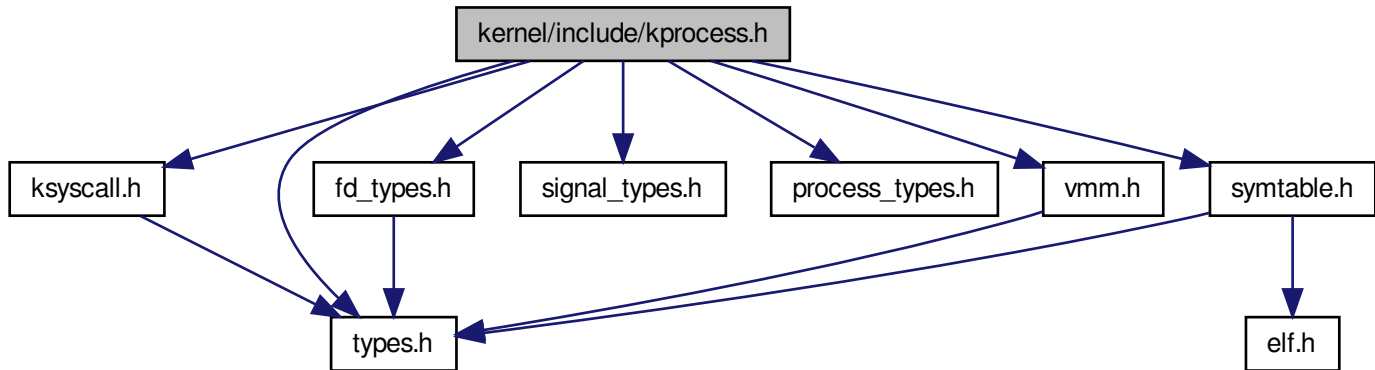 kernel/include/kprocess.h
ksyscall.h
fd_types.h
signal_types.h
process_types.h
vmm.h
symtable.h
types.h
elf.h